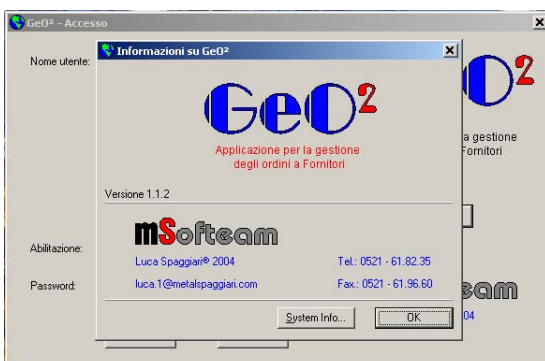 GeO² - Accesso
Nome utente:
Informazioni su GeO²
GeO²
Applicazione per la gestione
degli ordini a Fornitori
Versione 1.1.2
mSofteam
Luca Spaggiari® 2004
Tel.: 0521 - 61.82.35
luca.1@metalspaggiari.com
Fax.: 0521 - 61.96.60
System Info...
OK
2
a gestione
Fornitori
Abilitazione:
Password:
eam
04